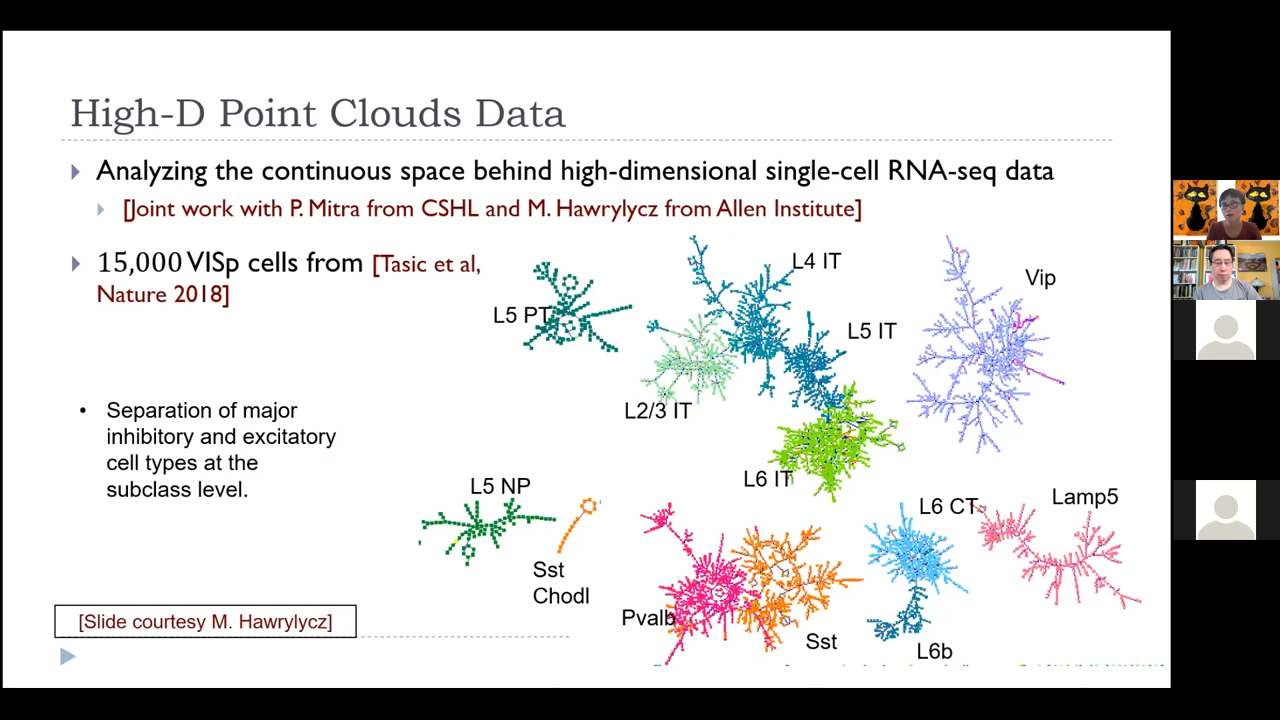 High-D Point Clouds Data
Analyzing the continuous space behind high-dimensional single-cell RNA-seq data
[Joint work with P. Mitra from CSHL and M. Hawrylycz from Allen Institute]
15,000 VISp cells from [Tasic et al,
Nature 2018]
L4 IT
Vip
L5 PT
L5 IT
L2/3 IT
• Separation of major
inhibitory and excitatory
cell types at the
subclass level.
L6 IT
L5 NP
L6 CT
Lamp5
Sst
Chodl
Pvalb
Sst
L6b
[Slide courtesy M. Hawrylycz]